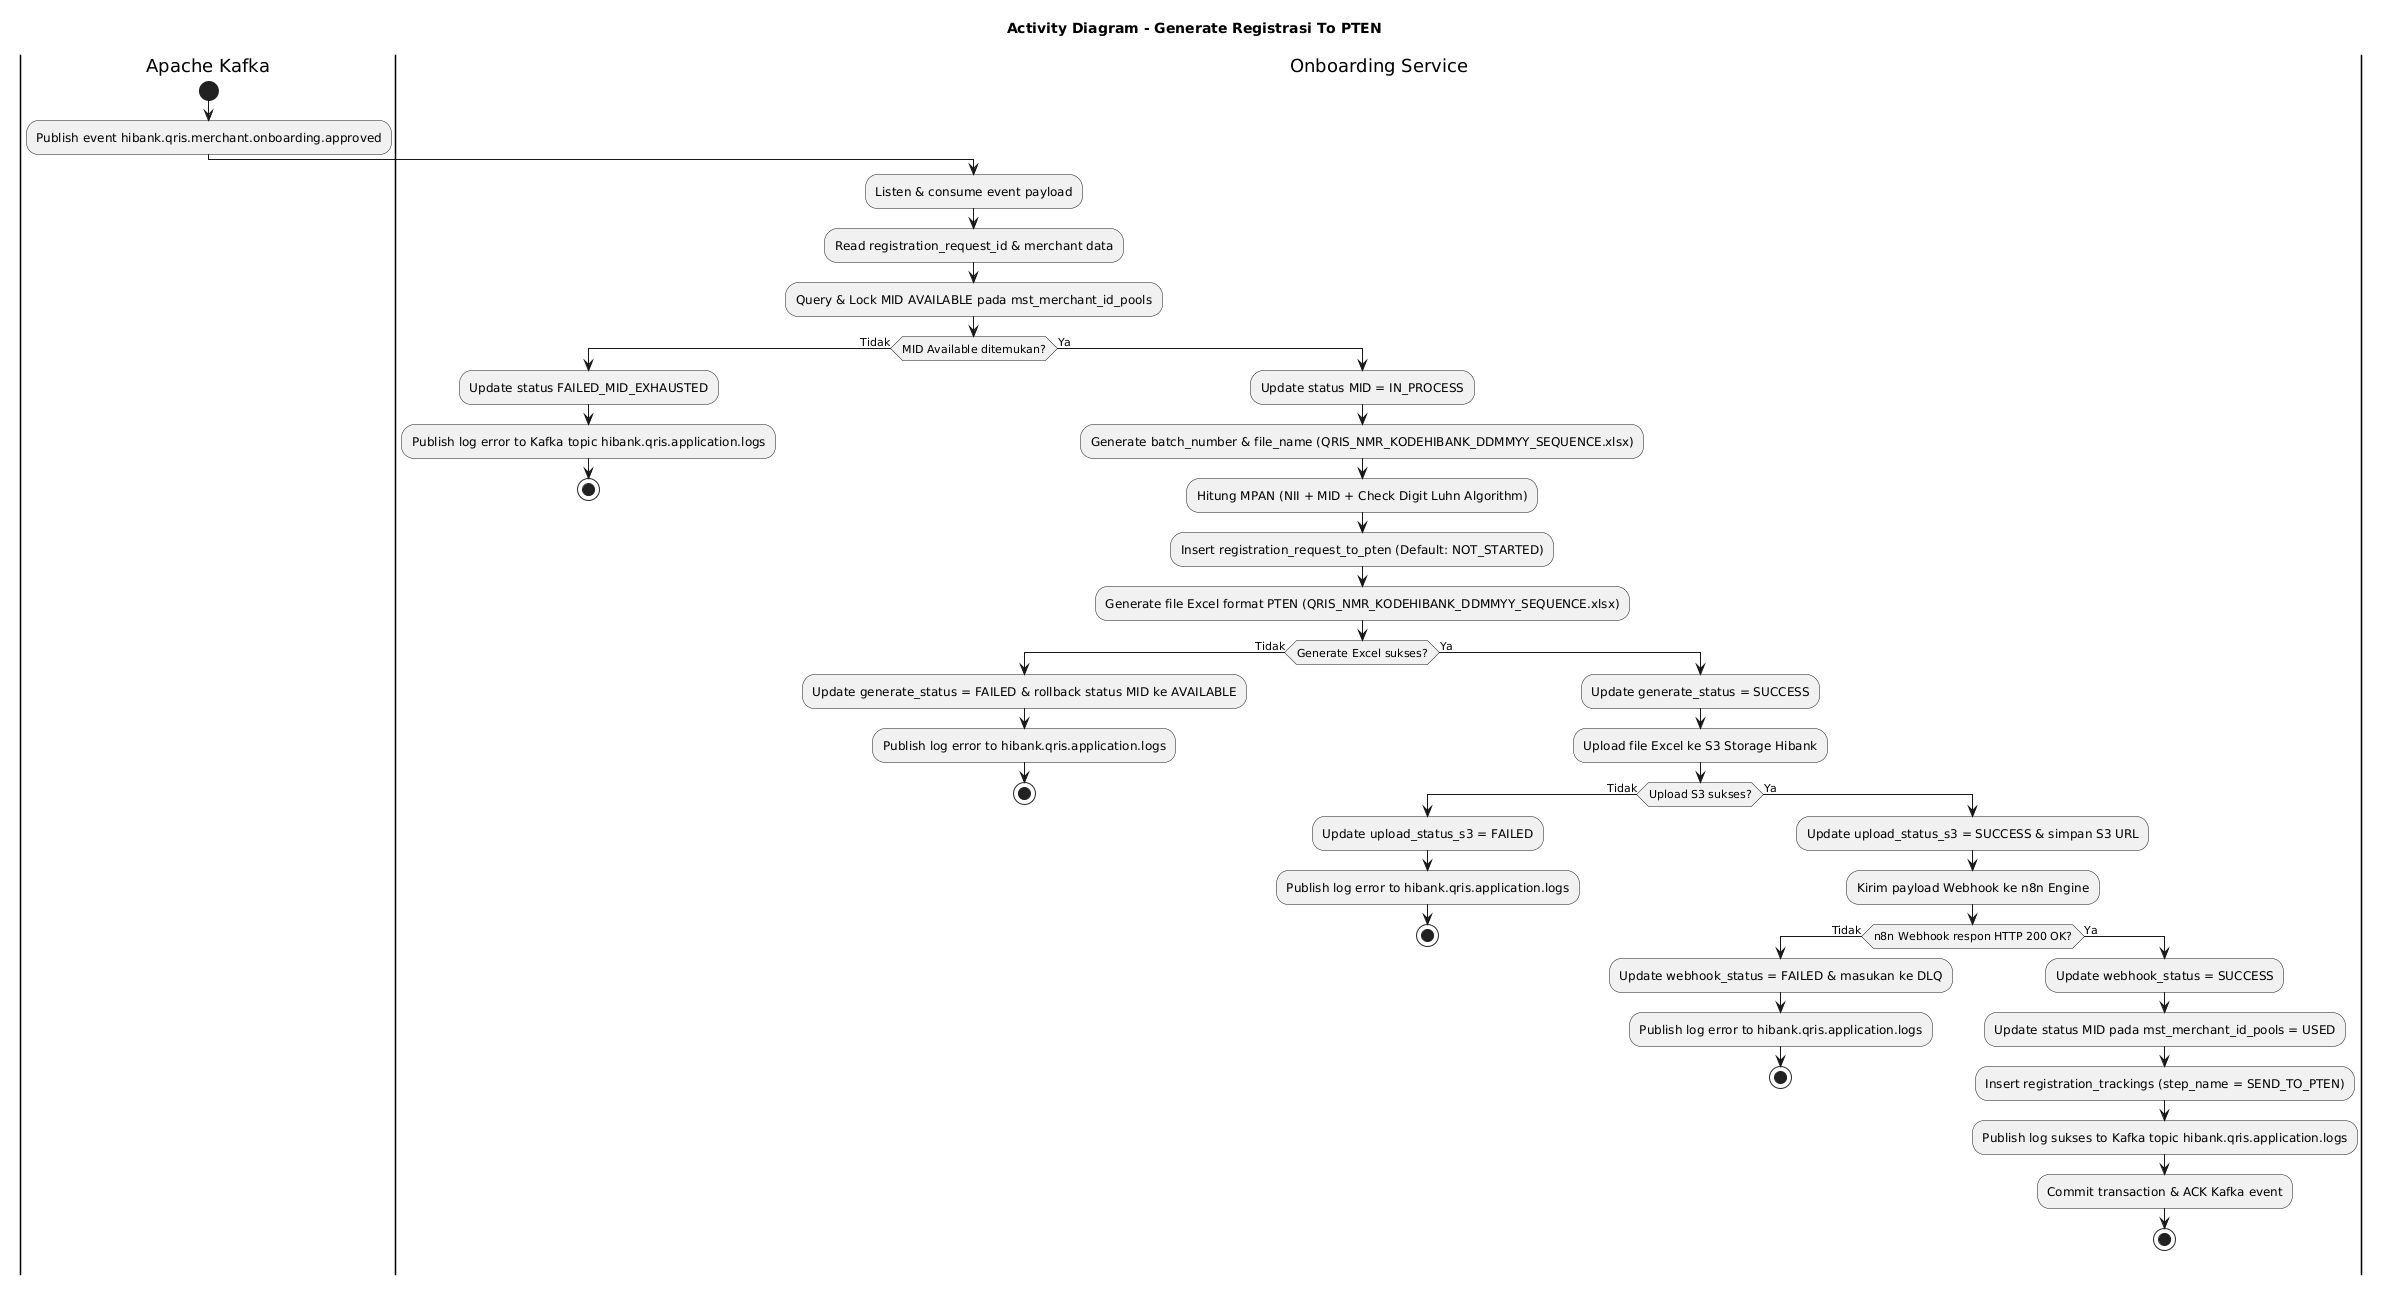 Activity Diagram - Generate Registrasi To PTEN
Apache Kafka
Onboarding Service
Publish event hibank.qris.merchant.onboarding.approved
Listen & consume event payload
Read registration_request_id & merchant data
Query & Lock MID AVAILABLE pada mst_merchant_id_pools
MID Available ditemukan?
Tidak
Ya
Update status FAILED_MID_EXHAUSTED
Publish log error to Kafka topic hibank.qris.application.logs
Update status MID = IN_PROCESS
Generate batch_number & file_name (QRIS_NMR_KODEHIBANK_DDMMYY_SEQUENCE.xlsx)
Hitung MPAN (NII + MID + Check Digit Luhn Algorithm)
Insert registration_request_to_pten (Default: NOT_STARTED)
Generate file Excel format PTEN (QRIS_NMR_KODEHIBANK_DDMMYY_SEQUENCE.xlsx)
Generate Excel sukses?
Tidak
Ya
Update generate_status = FAILED & rollback status MID ke AVAILABLE
Publish log error to hibank.qris.application.logs
Update generate_status = SUCCESS
Upload file Excel ke S3 Storage Hibank
Upload S3 sukses?
Tidak
Ya
Update upload_status_s3 = FAILED
Publish log error to hibank.qris.application.logs
Update upload_status_s3 = SUCCESS & simpan S3 URL
Kirim payload Webhook ke n8n Engine
n8n Webhook respon HTTP 200 OK?
Tidak
Ya
Update webhook_status = FAILED & masukan ke DLQ
Publish log error to hibank.qris.application.logs
Update webhook_status = SUCCESS
Update status MID pada mst_merchant_id_pools = USED
Insert registration_trackings (step_name = SEND_TO_PTEN)
Publish log sukses to Kafka topic hibank.qris.application.logs
Commit transaction & ACK Kafka event